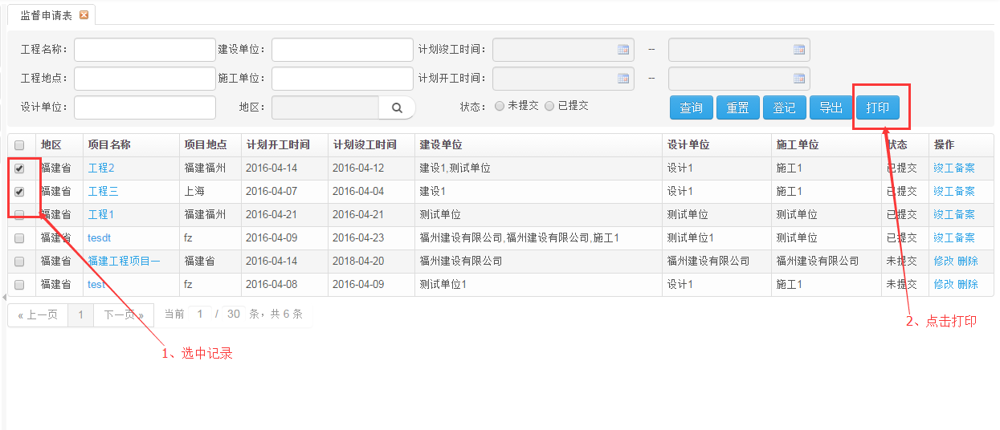 监督申请表
工程名称： 建设单位： 计划竣工时间： --
工程地点： 施工单位： 计划开工时间： --
设计单位： 地区： 状态： 未提交 已提交 查询 重置 登记 导出 打印
地区 项目名称 项目地点 计划开工时间 计划竣工时间 建设单位 设计单位 施工单位 状态 操作
福建省 工程2 福建福州 2016-04-14 2016-04-12 建设1,测试单位 设计1 施工1 已提交 竣工备案
福建省 工程三 上海 2016-04-07 2016-04-04 建设1 设计1 施工1 已提交 竣工备案
福建省 工程1 福建福州 2016-04-21 2016-04-21 测试单位 测试单位 测试单位 已提交 竣工备案
福建省 tesdt fz 2016-04-09 2016-04-23 福州建设有限公司,福州建设有限公司,施工1 测试单位1 测试单位 已提交 竣工备案
福建省 福建工程项目一 福建省 2016-04-14 2018-04-20 福州建设有限公司 福州建设有限公司 福州建设有限公司 未提交 修改 删除
福建省 test fz 2016-04-08 2016-04-09 测试单位1 设计1 施工1 未提交 修改 删除
« 上一页 1 下一页 » 当前 1 / 30 条，共 6 条
2、点击打印
1、选中记录